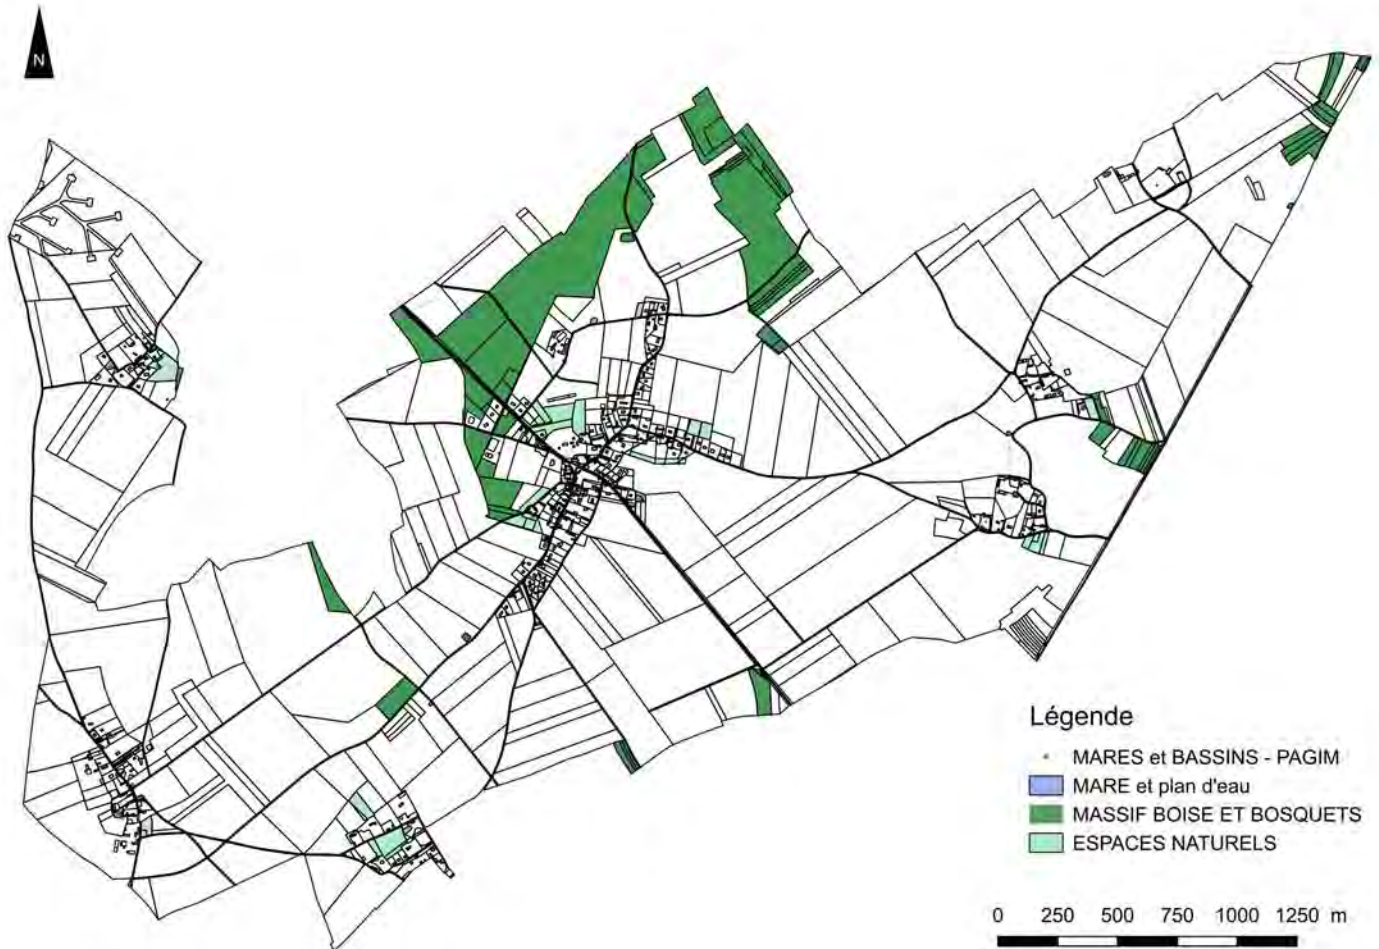 N
Légende
MARES et BASSINS - PAGIM
MARE et plan d'eau
MASSIF BOISE ET BOSQUETS
ESPACES NATURELS
0 250 500 750 1000 1250 m